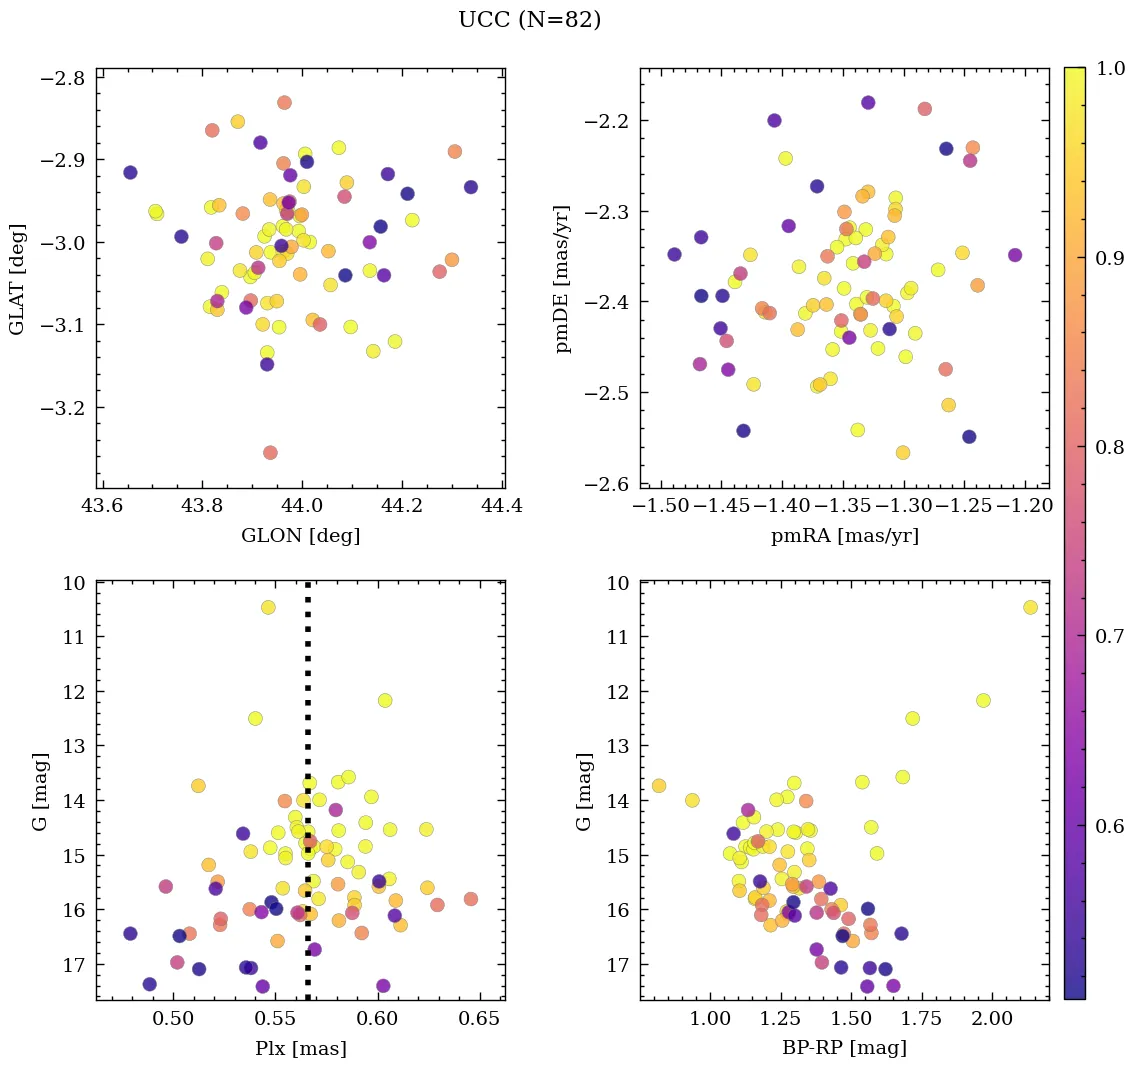 UCC (N=82)
−2.8
−2.9
−3.0
−3.1
−3.2
GLAT [deg]
43.6 43.8 44.0 44.2 44.4
GLON [deg]
−2.2
−2.3
−2.4
−2.5
−2.6
pmDE [mas/yr]
−1.50 −1.45 −1.40 −1.35 −1.30 −1.25 −1.20
pmRA [mas/yr]
10
11
12
13
14
15
16
17
G [mag]
0.50 0.55 0.60 0.65
Plx [mas]
10
11
12
13
14
15
16
17
G [mag]
1.00 1.25 1.50 1.75 2.00
BP-RP [mag]
1.0
0.9
0.8
0.7
0.6